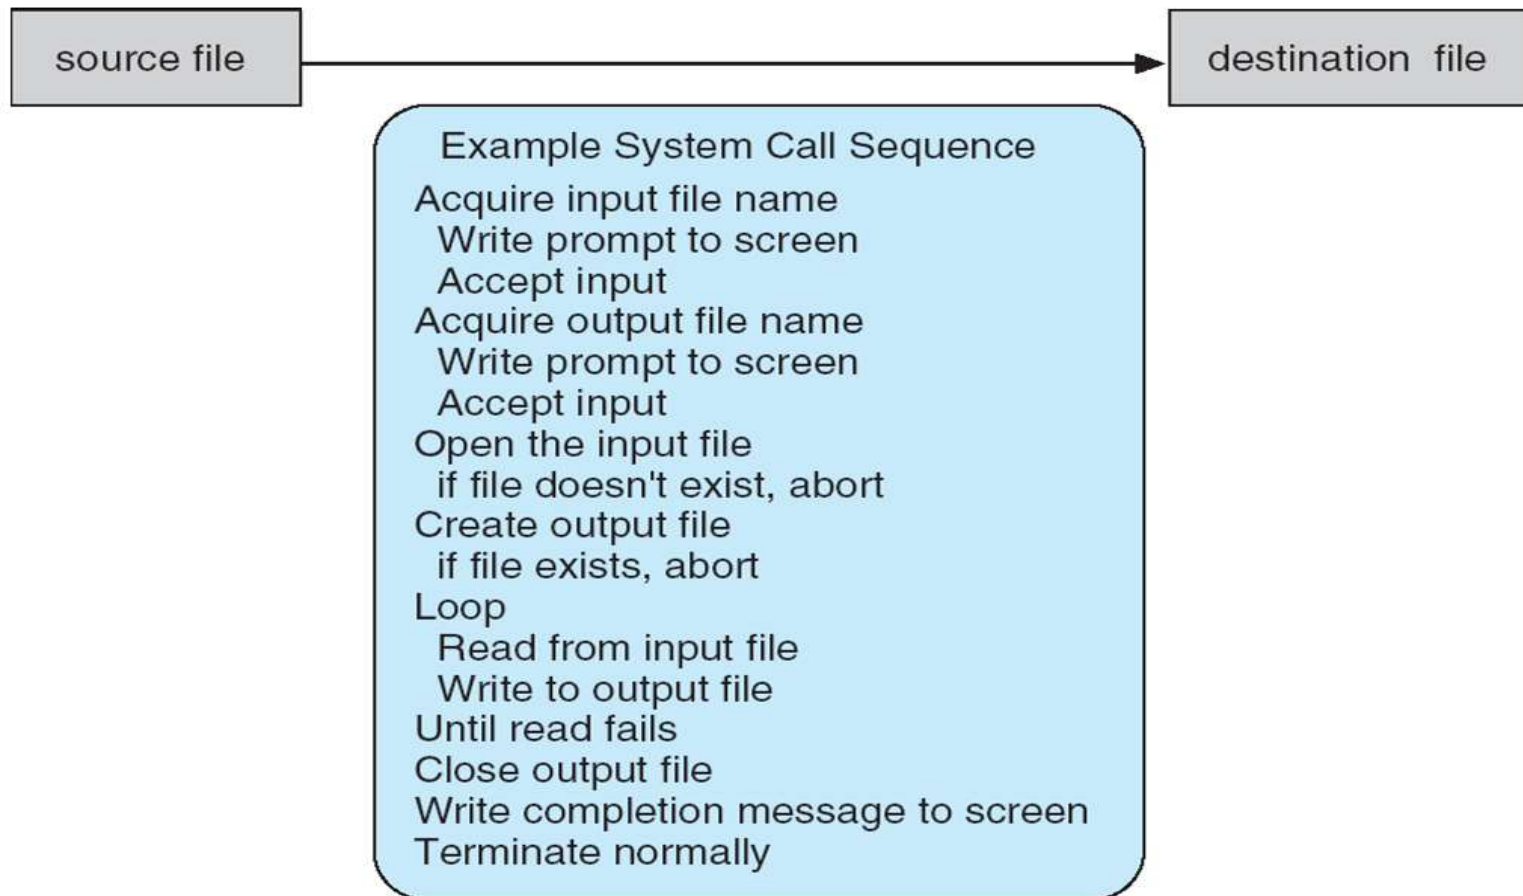 source file
destination file
Example System Call Sequence
Acquire input file name
Write prompt to screen
Accept input
Acquire output file name
Write prompt to screen
Accept input
Open the input file
if file doesn't exist, abort
Create output file
if file exists, abort
Loop
Read from input file
Write to output file
Until read fails
Close output file
Write completion message to screen
Terminate normally